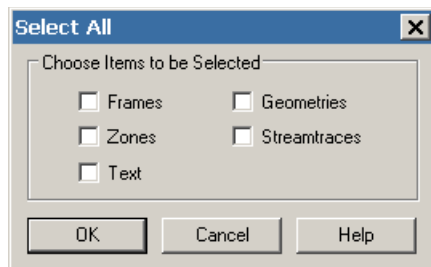 Select All
Choose Items to be Selected
Frames Geometries
Zones Streamtraces
Text
OK Cancel Help